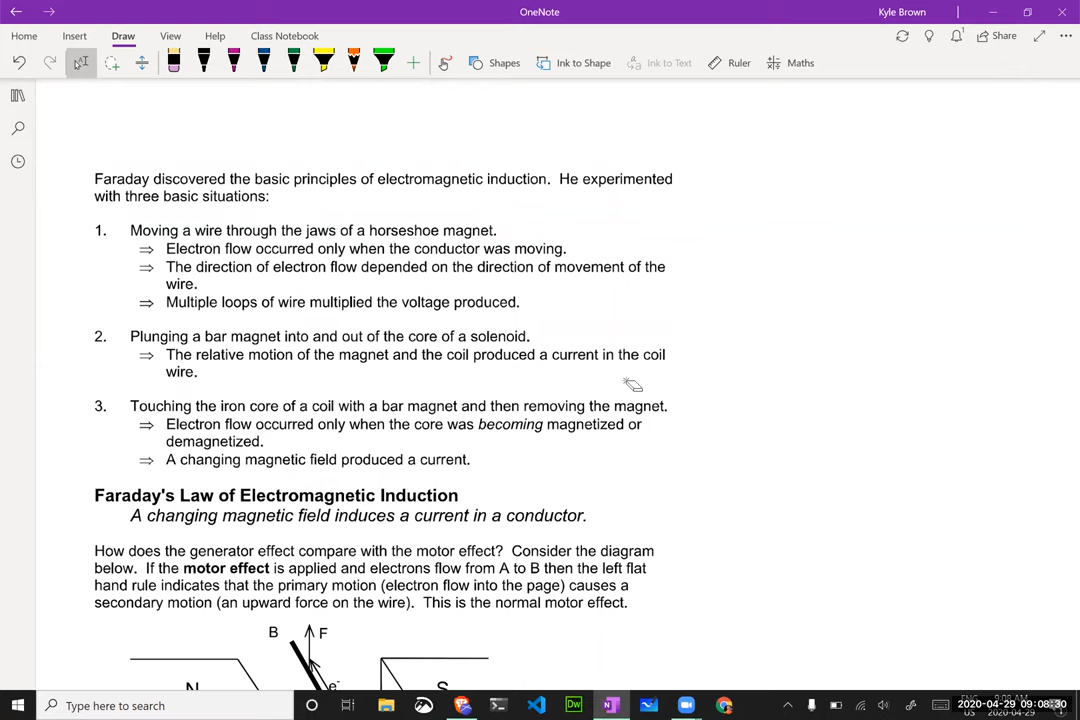 OneNote
Kyle Brown
Home Insert Draw View Help Class Notebook
Share
Shapes Ink to Shape Ink to Text Ruler Maths
Faraday discovered the basic principles of electromagnetic induction. He experimented
with three basic situations:
1. Moving a wire through the jaws of a horseshoe magnet.
⇒ Electron flow occurred only when the conductor was moving.
⇒ The direction of electron flow depended on the direction of movement of the
wire.
⇒ Multiple loops of wire multiplied the voltage produced.
2. Plunging a bar magnet into and out of the core of a solenoid.
⇒ The relative motion of the magnet and the coil produced a current in the coil
wire.
3. Touching the iron core of a coil with a bar magnet and then removing the magnet.
⇒ Electron flow occurred only when the core was becoming magnetized or
demagnetized.
⇒ A changing magnetic field produced a current.
Faraday's Law of Electromagnetic Induction
A changing magnetic field induces a current in a conductor.
How does the generator effect compare with the motor effect? Consider the diagram
below. If the motor effect is applied and electrons flow from A to B then the left flat
hand rule indicates that the primary motion (electron flow into the page) causes a
secondary motion (an upward force on the wire). This is the normal motor effect.
B F
N e- S
Type here to search
Dw
ENG 9:08 AM
US 2020-04-29
2020-04-29 09:08:30